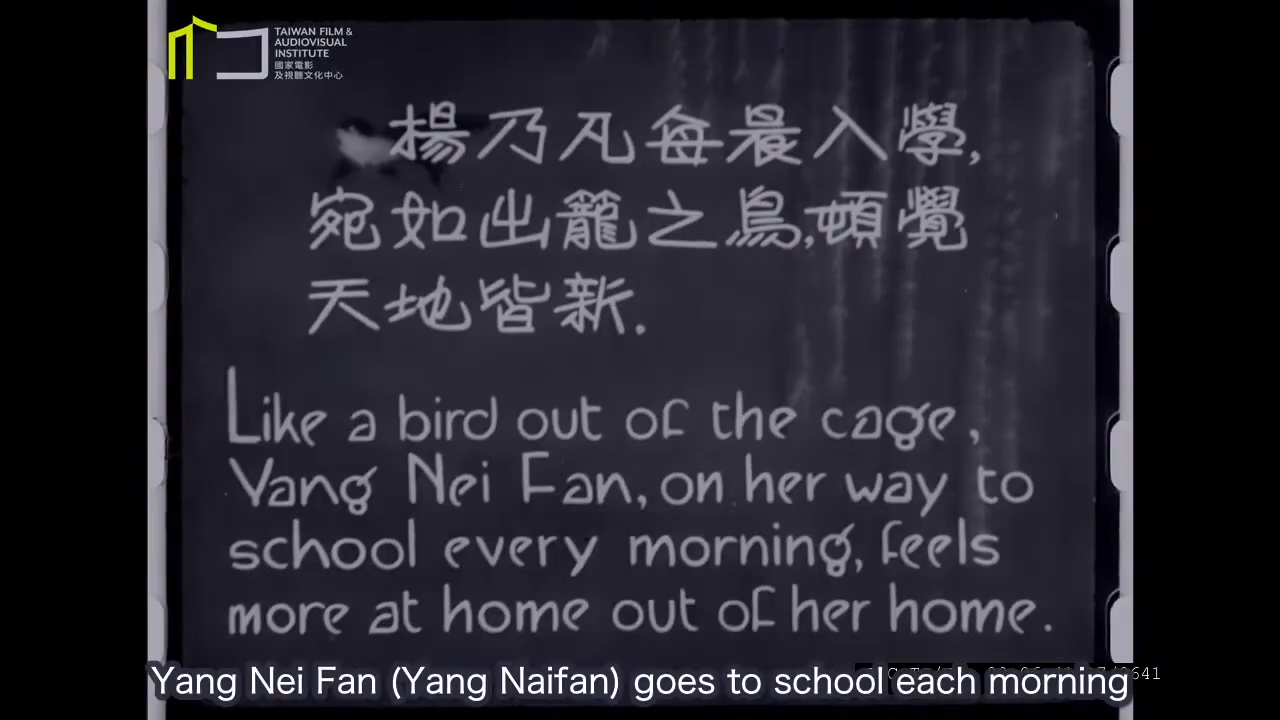 TAIWAN FILM &
AUDIOVISUAL
INSTITUTE
國家電影
及視聽文化中心
楊乃凡每晨入學,
宛如出籠之鳥,頓覺
天地皆新.
Like a bird out of the cage,
Yang Nei Fan, on her way to
school every morning, feels
more at home out of her home.
Yang Nei Fan (Yang Naifan) goes to school each morning